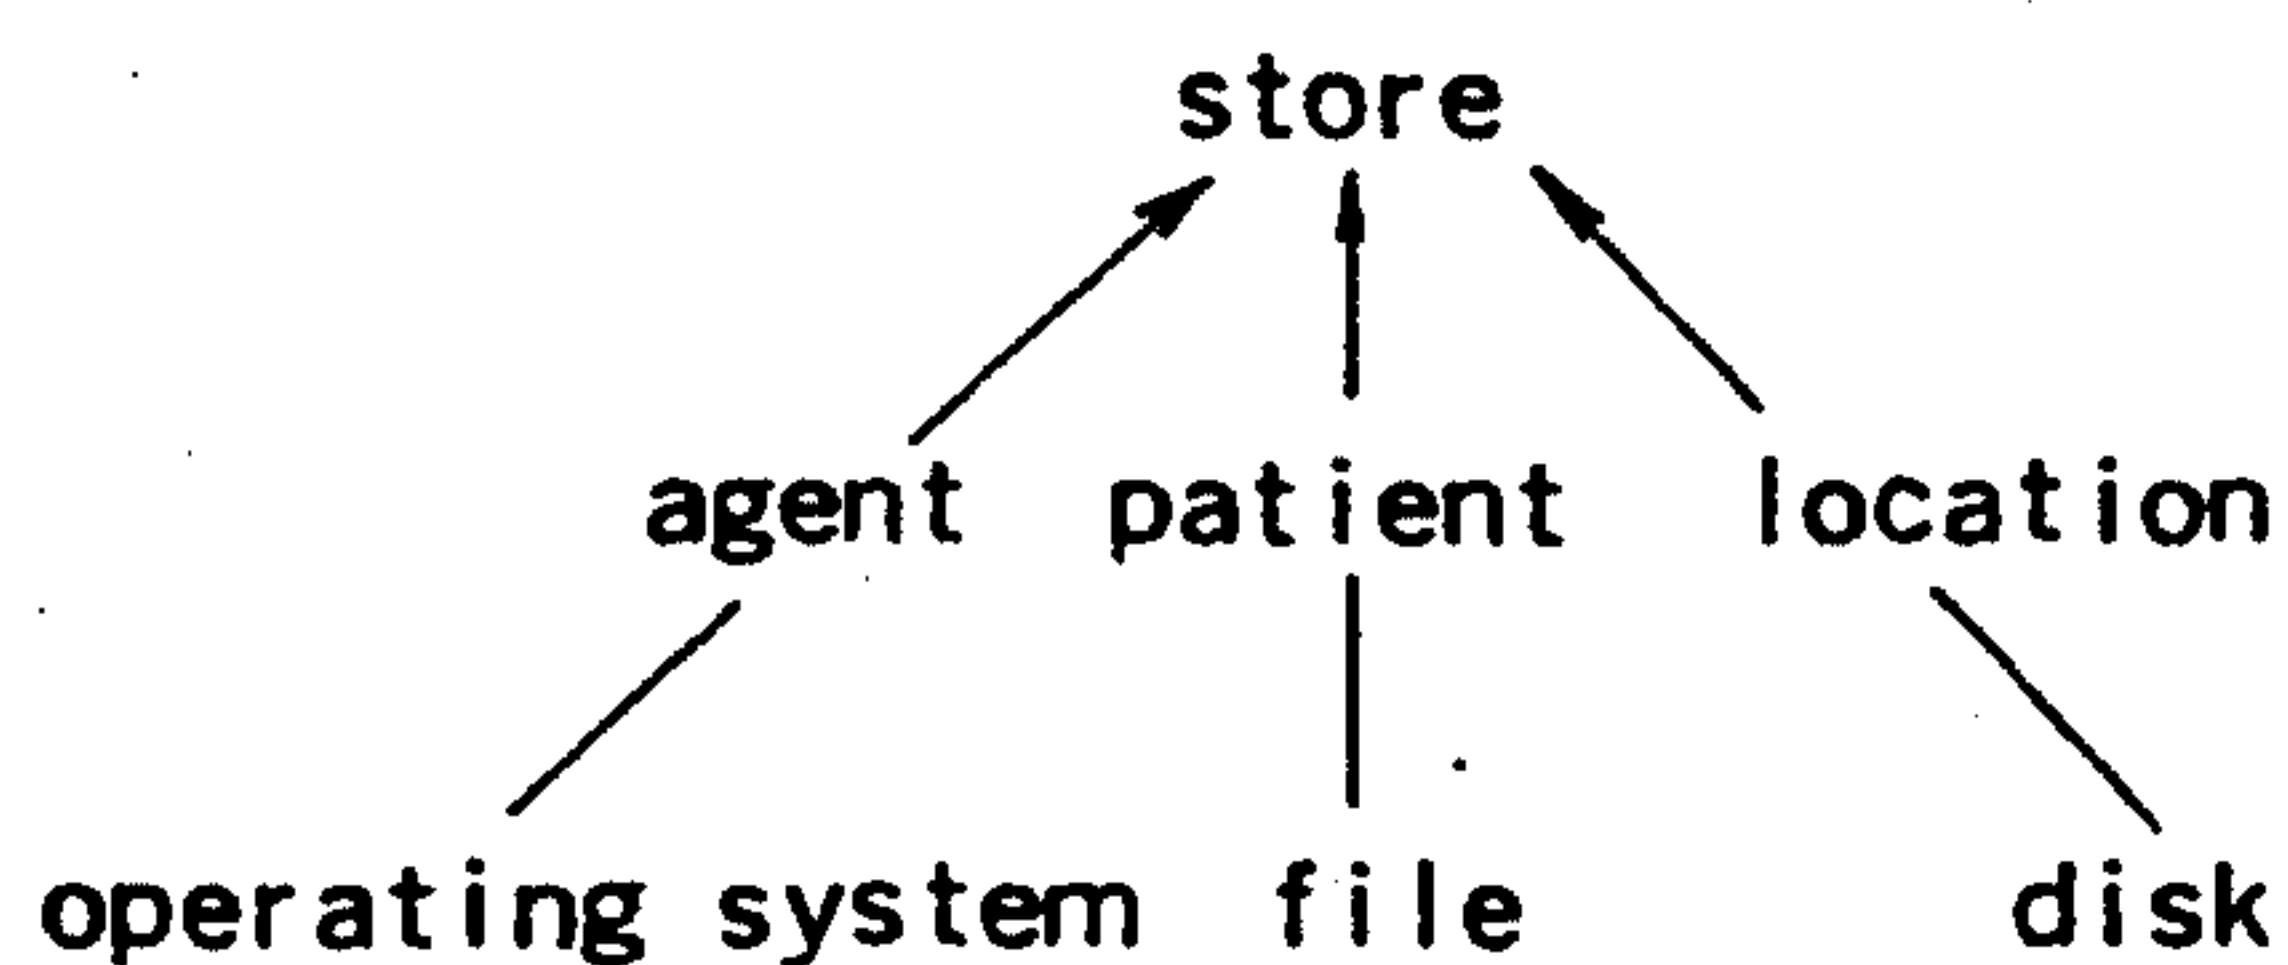 store
agent patient location
operating system file disk